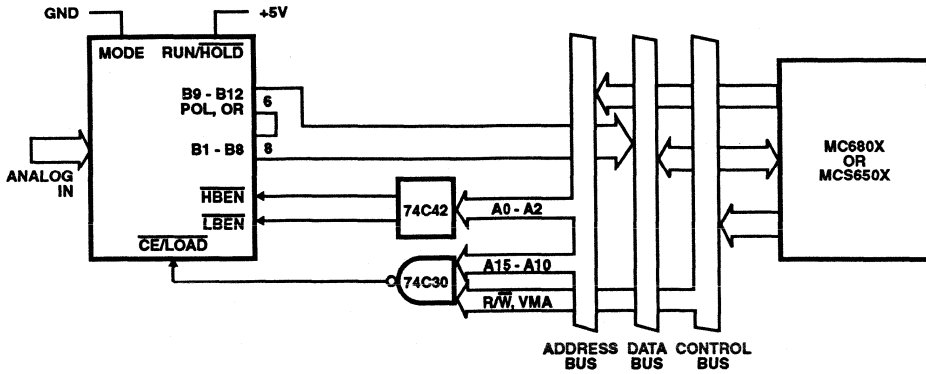 GND
+5V
MODE RUN/HOLD
B9 - B12
POL, OR
6
B1 - B8
8
ANALOG
IN
HBEN
LBEN
CE/LOAD
74C42
A0 - A2
74C30
A15 - A10
R/W, VMA
MC680X
OR
MCS650X
ADDRESS
BUS
DATA
BUS
CONTROL
BUS